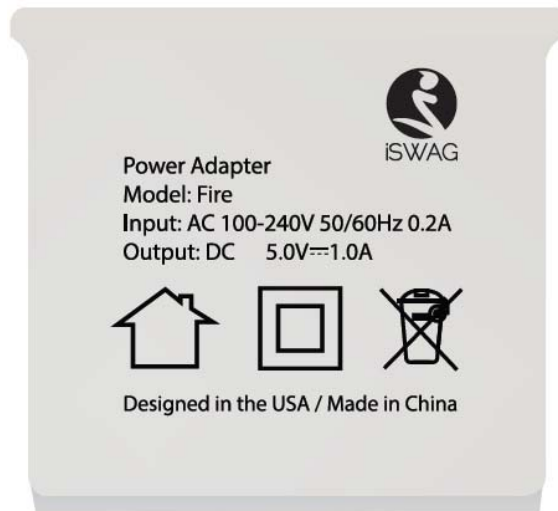 iSWAG
Power Adapter
Model: Fire
Input: AC 100-240V 50/60Hz 0.2A
Output: DC 5.0V⎓1.0A
Designed in the USA / Made in China